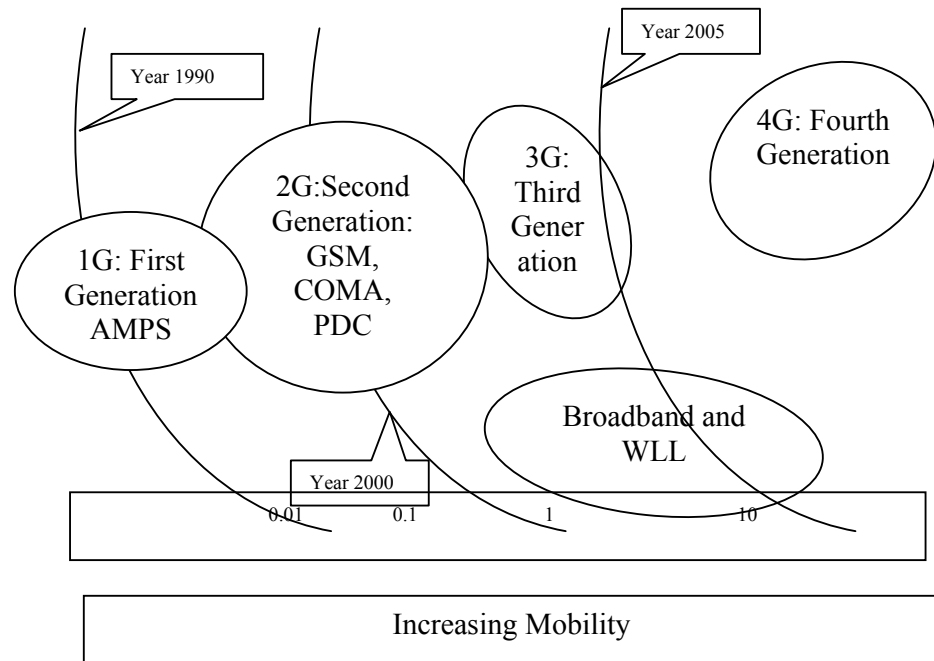 Year 1990
Year 2005
4G: Fourth
Generation
3G:
Third
Gener
ation
2G:Second
Generation:
GSM,
COMA,
PDC
1G: First
Generation
AMPS
Broadband and
WLL
Year 2000
0.01 0.1 1 10
Increasing Mobility